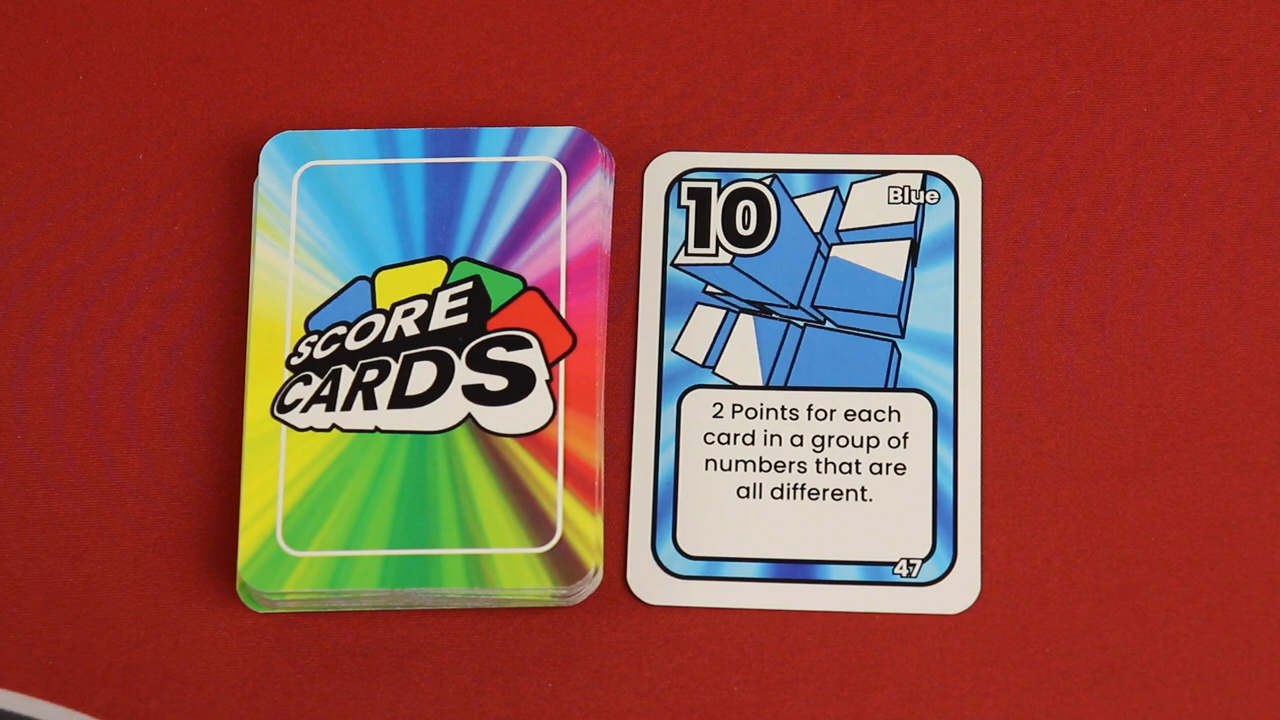 SCORE
CARDS
10
Blue
2 Points for each
card in a group of
numbers that are
all different.
47